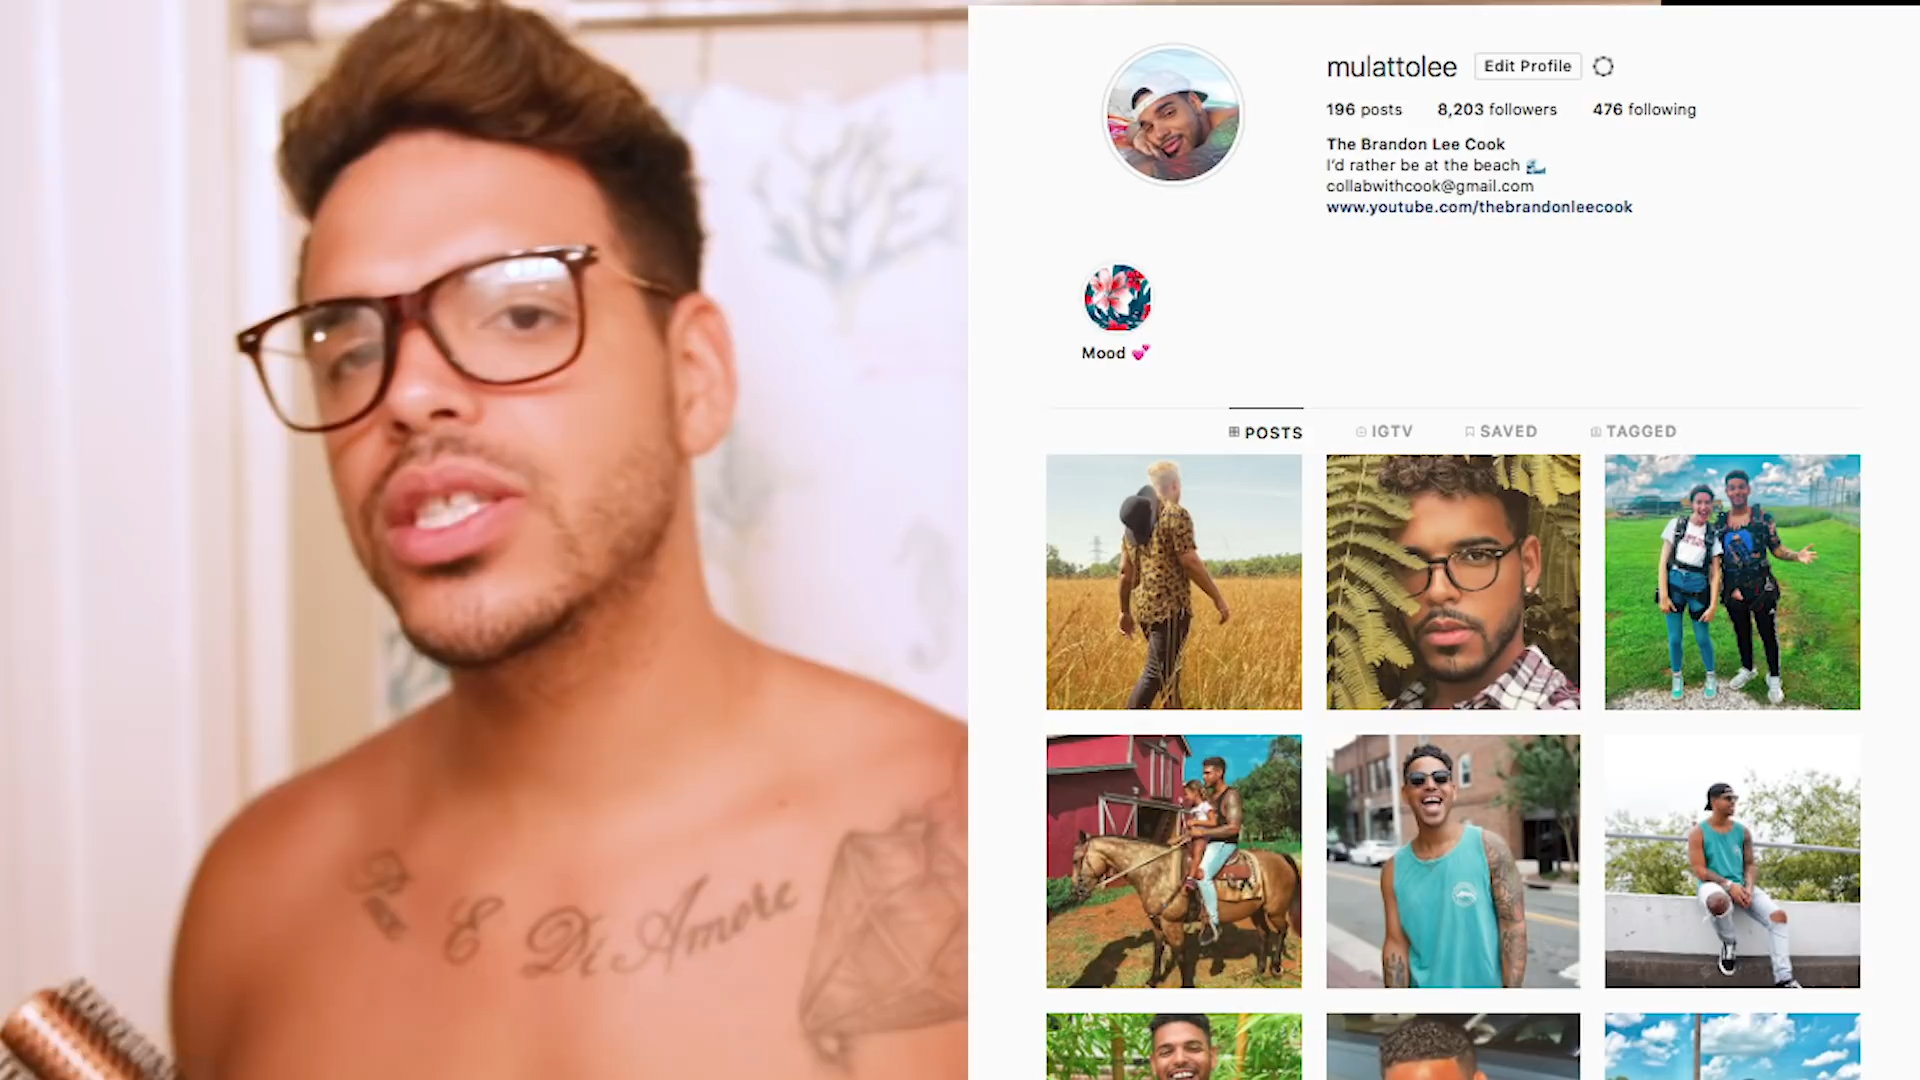 mulattolee Edit Profile
196 posts 8,203 followers 476 following
The Brandon Lee Cook
I'd rather be at the beach 🌊
collabwithcook@gmail.com
www.youtube.com/thebrandonleecook
Mood 💕
POSTS IGTV SAVED TAGGED
E Di Amore